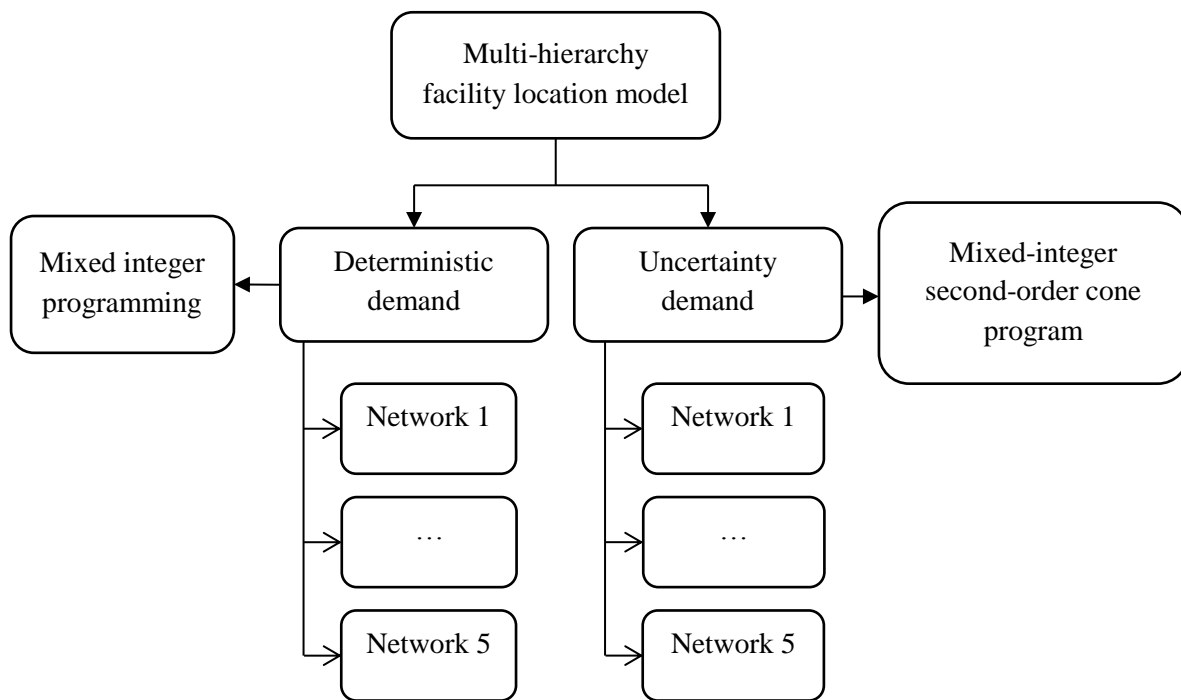 Multi-hierarchy
facility location model
Mixed integer
programming
Deterministic
demand
Uncertainty
demand
Mixed-integer
second-order cone
program
Network 1
Network 1
…
…
Network 5
Network 5